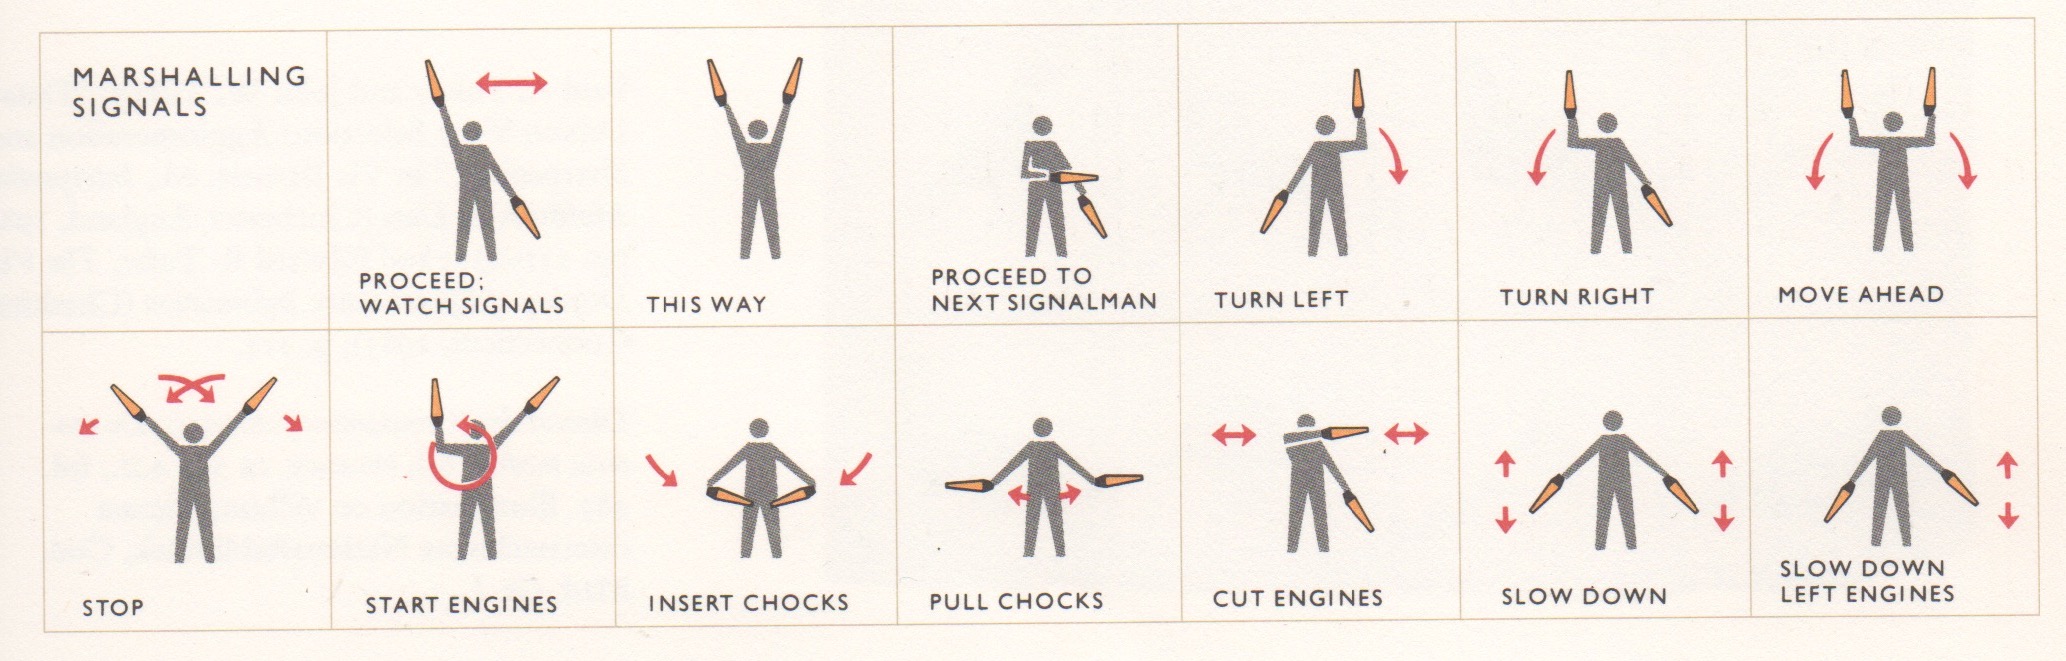 MARSHALLING
SIGNALS
PROCEED;
WATCH SIGNALS
THIS WAY
PROCEED TO
NEXT SIGNALMAN
TURN LEFT
TURN RIGHT
MOVE AHEAD
STOP
START ENGINES
INSERT CHOCKS
PULL CHOCKS
CUT ENGINES
SLOW DOWN
SLOW DOWN
LEFT ENGINES